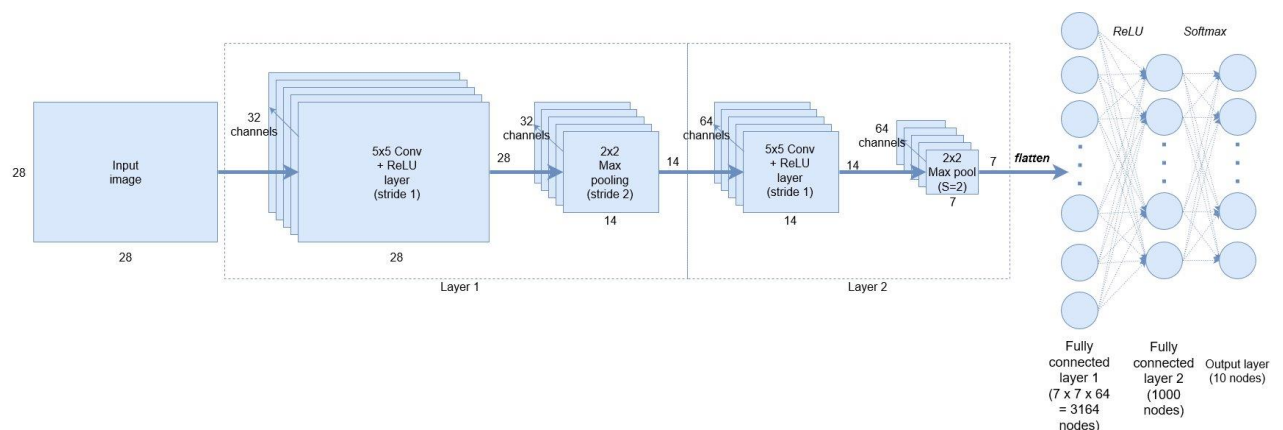 28
Input
image
28
32
channels
5x5 Conv
+ ReLU
layer
(stride 1)
28
28
32
channels
2x2
Max
pooling
(stride 2)
14
14
Layer 1
64
channels
5x5 Conv
+ ReLU
layer
(stride 1)
14
14
64
channels
2x2
Max pool
(S=2)
7
7
Layer 2
flatten
ReLU
Softmax
Fully
connected
layer 1
(7 x 7 x 64
= 3164
nodes)
Fully
connected
layer 2
(1000
nodes)
Output layer
(10 nodes)